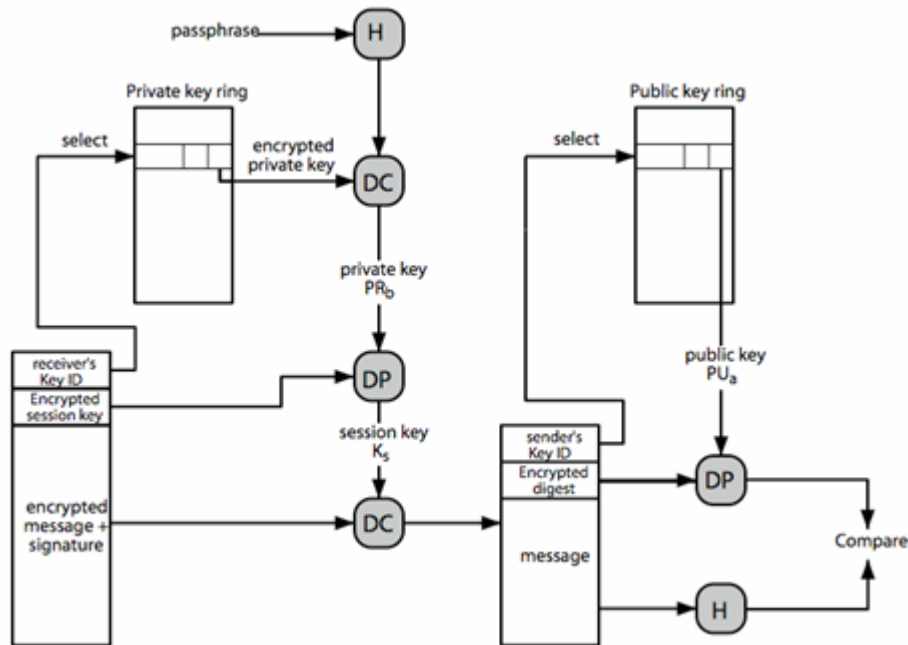 passphrase
H
Private key ring
Public key ring
select
encrypted
private key
DC
select
private key
PRb
public key
PUa
receiver's
Key ID
Encrypted
session key
DP
session key
Ks
sender's
Key ID
Encrypted
digest
DP
encrypted
message +
signature
DC
message
Compare
H